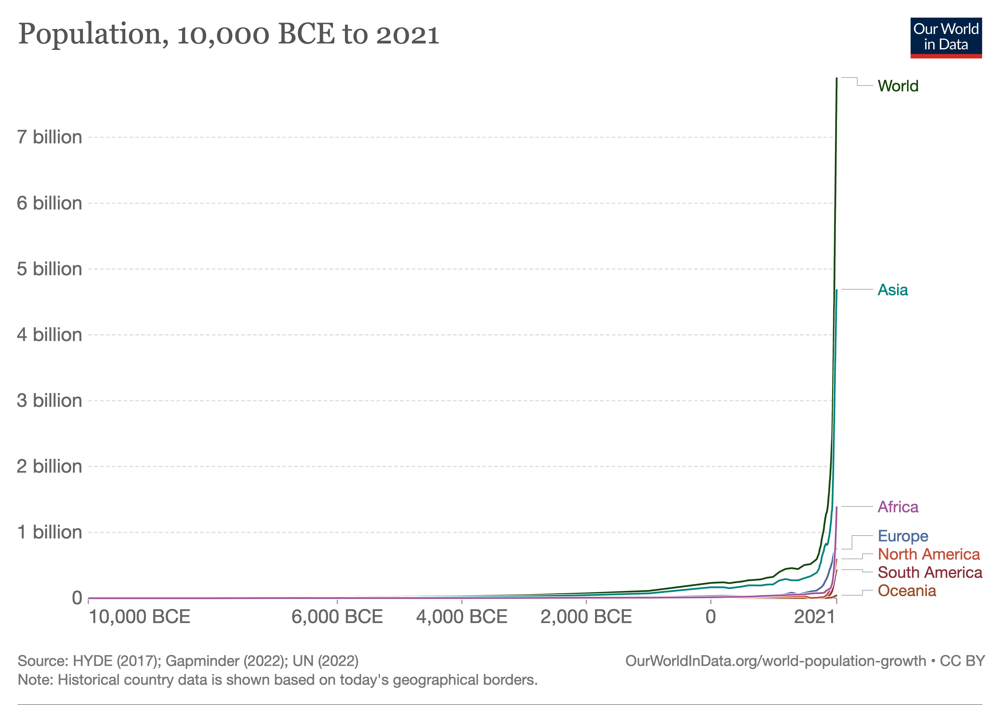 Population, 10,000 BCE to 2021
Our World
in Data
World
7 billion
6 billion
5 billion
Asia
4 billion
3 billion
2 billion
Africa
1 billion
Europe
North America
South America
Oceania
0
10,000 BCE
6,000 BCE
4,000 BCE
2,000 BCE
0
2021
Source: HYDE (2017); Gapminder (2022); UN (2022)
OurWorldInData.org/world-population-growth • CC BY
Note: Historical country data is shown based on today's geographical borders.